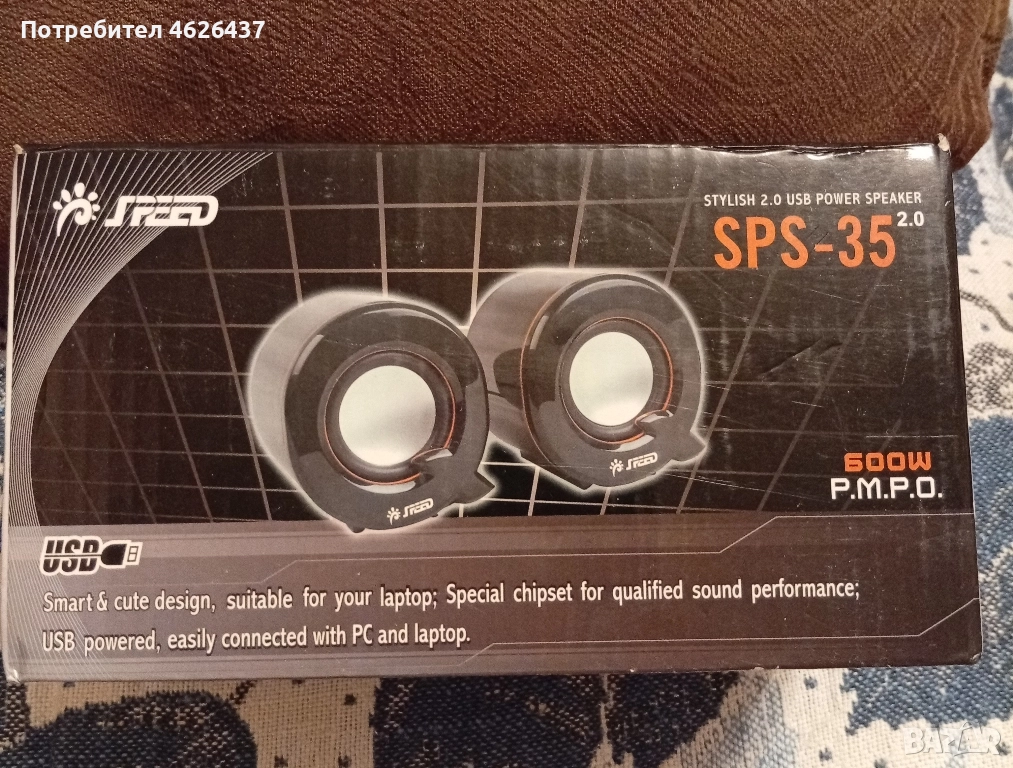 Потребител 4626437
SPEED
STYLISH 2.0 USB POWER SPEAKER
SPS-35 2.0
SPEED
SPEED
600W
P.M.P.O.
USB
Smart & cute design, suitable for your laptop; Special chipset for qualified sound performance;
USB powered, easily connected with PC and laptop.
BAZAR